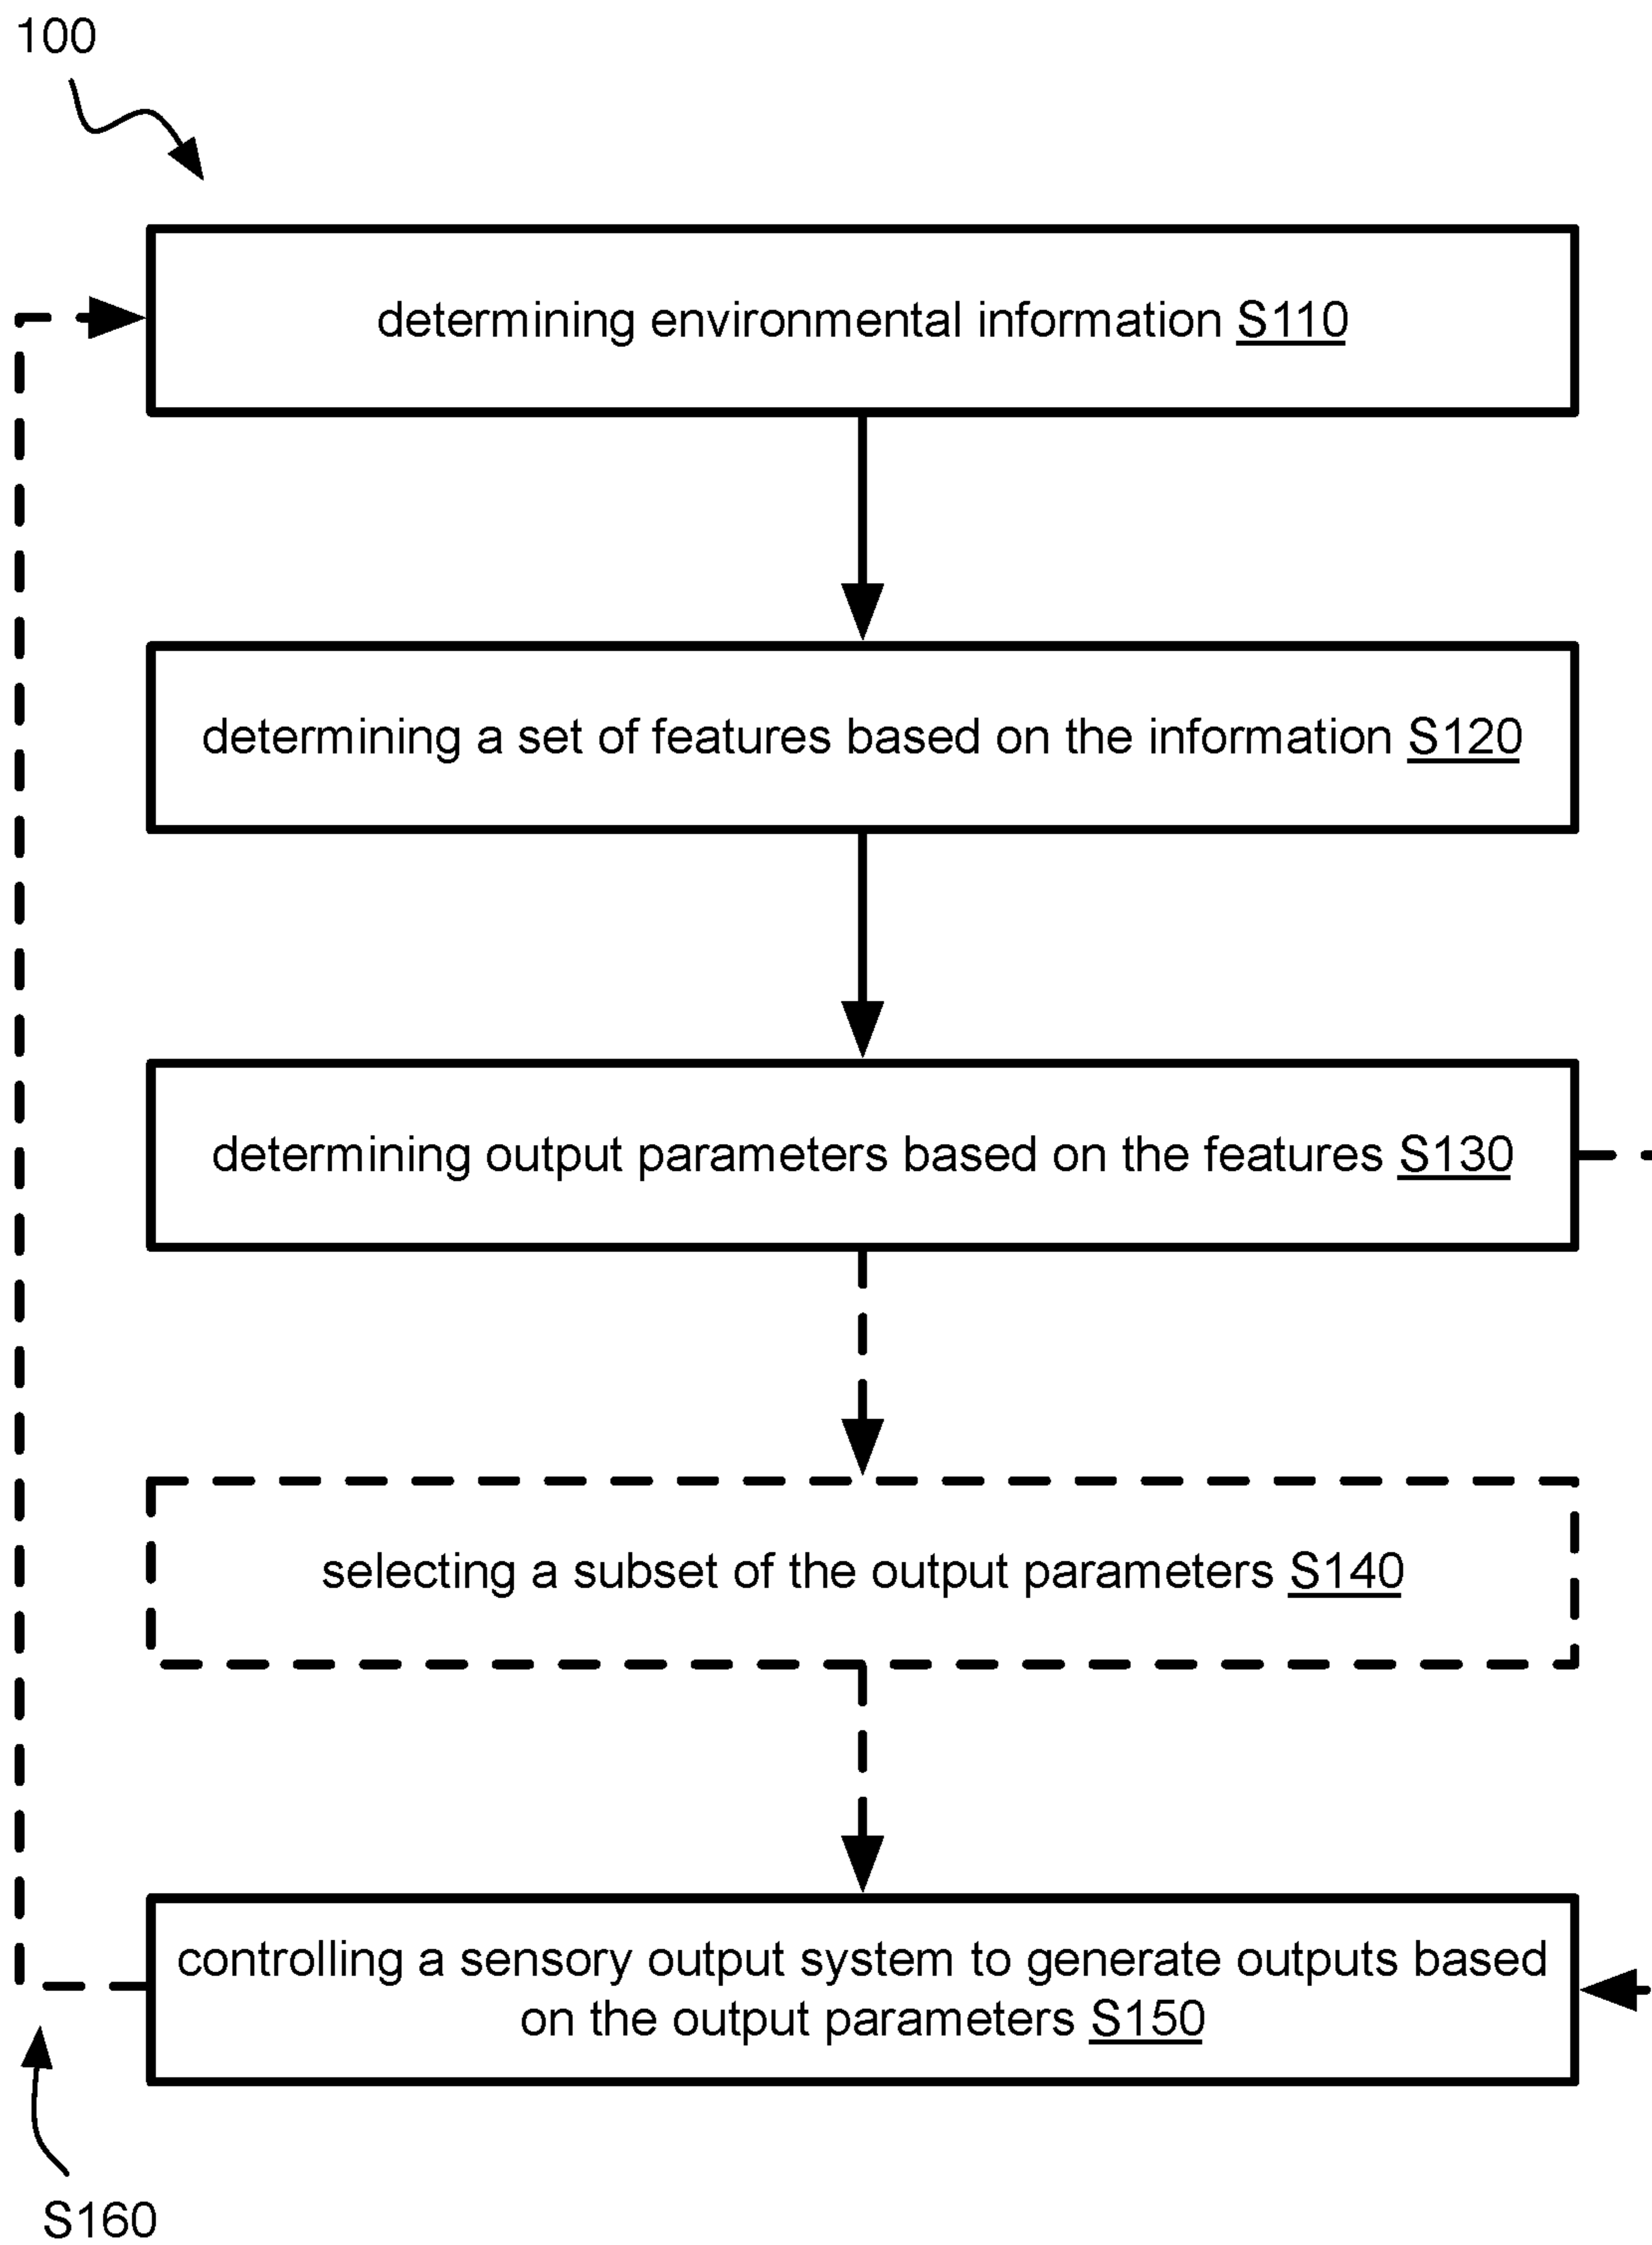 100
determining environmental information S110
determining a set of features based on the information S120
determining output parameters based on the features S130
selecting a subset of the output parameters S140
controlling a sensory output system to generate outputs based
on the output parameters S150
S160